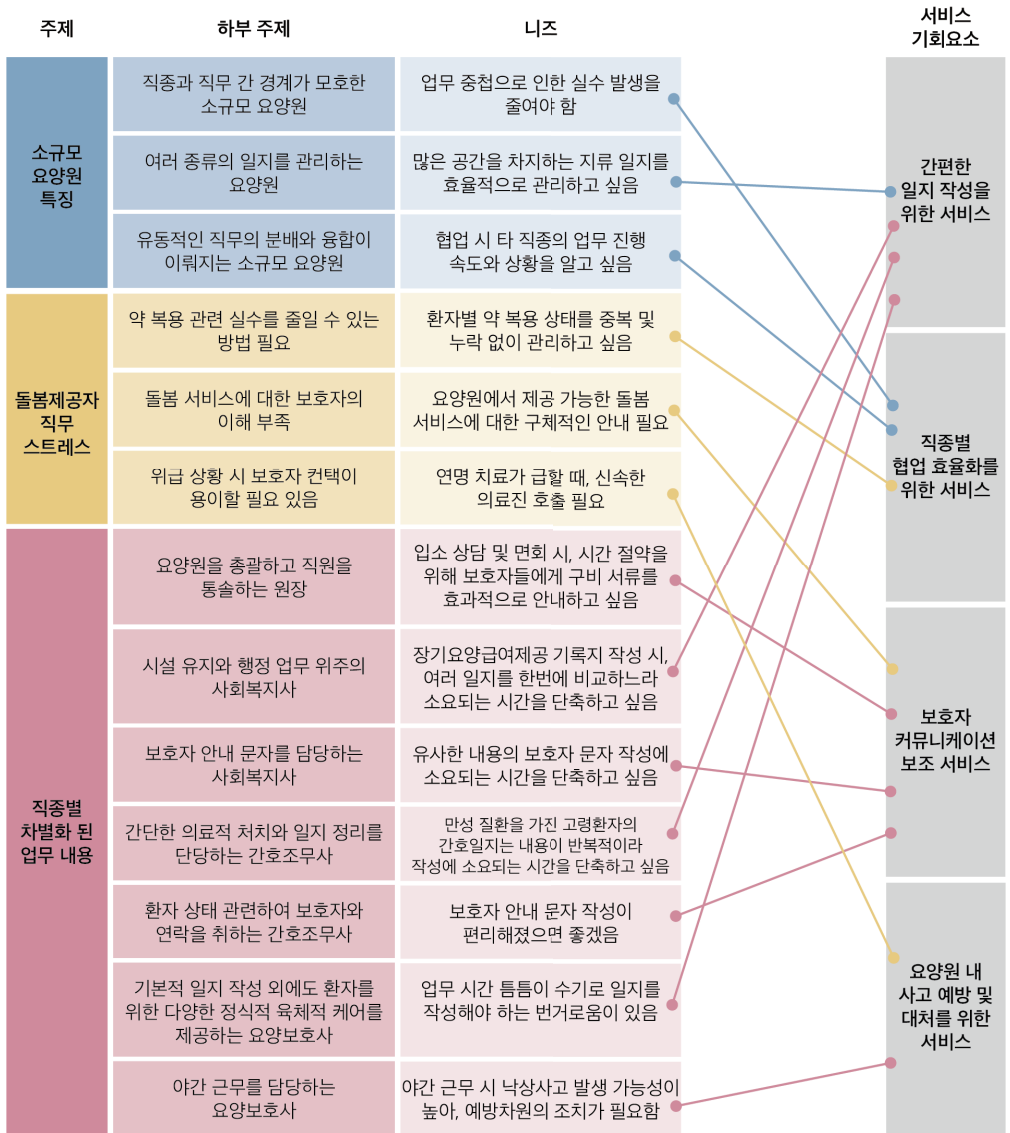 주제
하부 주제
니즈
서비스
기회요소
소규모
요양원
특징
직종과 직무 간 경계가 모호한
소규모 요양원
업무 중첩으로 인한 실수 발생을
줄여야 함
여러 종류의 일지를 관리하는
요양원
많은 공간을 차지하는 지류 일지를
효율적으로 관리하고 싶음
유동적인 직무의 분배와 융합이
이뤄지는 소규모 요양원
협업 시 타 직종의 업무 진행
속도와 상황을 알고 싶음
돌봄제공자
직무
스트레스
약 복용 관련 실수를 줄일 수 있는
방법 필요
환자별 약 복용 상태를 중복 및
누락 없이 관리하고 싶음
돌봄 서비스에 대한 보호자의
이해 부족
요양원에서 제공 가능한 돌봄
서비스에 대한 구체적인 안내 필요
위급 상황 시 보호자 컨택이
용이할 필요 있음
연명 치료가 급할 때, 신속한
의료진 호출 필요
직종별
차별화 된
업무 내용
요양원을 총괄하고 직원을
통솔하는 원장
입소 상담 및 면회 시, 시간 절약을
위해 보호자들에게 구비 서류를
효과적으로 안내하고 싶음
시설 유지와 행정 업무 위주의
사회복지사
장기요양급여제공 기록지 작성 시,
여러 일지를 한번에 비교하느라
소요되는 시간을 단축하고 싶음
보호자 안내 문자를 담당하는
사회복지사
유사한 내용의 보호자 문자 작성에
소요되는 시간을 단축하고 싶음
간단한 의료적 처치와 일지 정리를
단당하는 간호조무사
만성 질환을 가진 고령환자의
간호일지는 내용이 반복적이라
작성에 소요되는 시간을 단축하고 싶음
환자 상태 관련하여 보호자와
연락을 취하는 간호조무사
보호자 안내 문자 작성이
편리해졌으면 좋겠음
기본적 일지 작성 외에도 환자를
위한 다양한 정식적 육체적 케어를
제공하는 요양보호사
업무 시간 틈틈이 수기로 일지를
작성해야 하는 번거로움이 있음
야간 근무를 담당하는
요양보호사
야간 근무 시 낙상사고 발생 가능성이
높아, 예방차원의 조치가 필요함
간편한
일지 작성을
위한 서비스
직종별
협업 효율화를
위한 서비스
보호자
커뮤니케이션
보조 서비스
요양원 내
사고 예방 및
대처를 위한
서비스